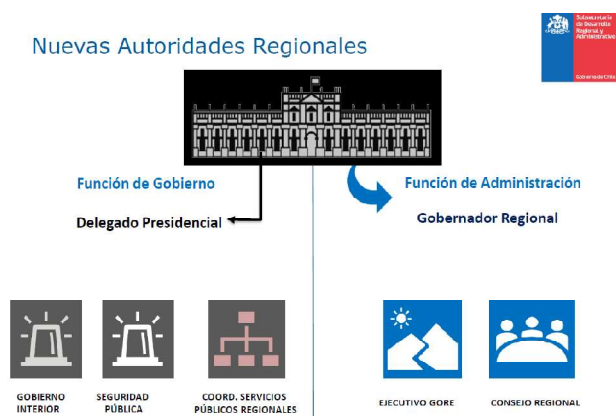 Nuevas Autoridades Regionales
Subsecretaría
de Desarrollo
Regional y
Administrativo
Gobierno de Chile
Función de Gobierno
Delegado Presidencial
Función de Administración
Gobernador Regional
GOBIERNO
INTERIOR
SEGURIDAD
PÚBLICA
COORD. SERVICIOS
PÚBLICOS REGIONALES
EJECUTIVO GORE
CONSEJO REGIONAL